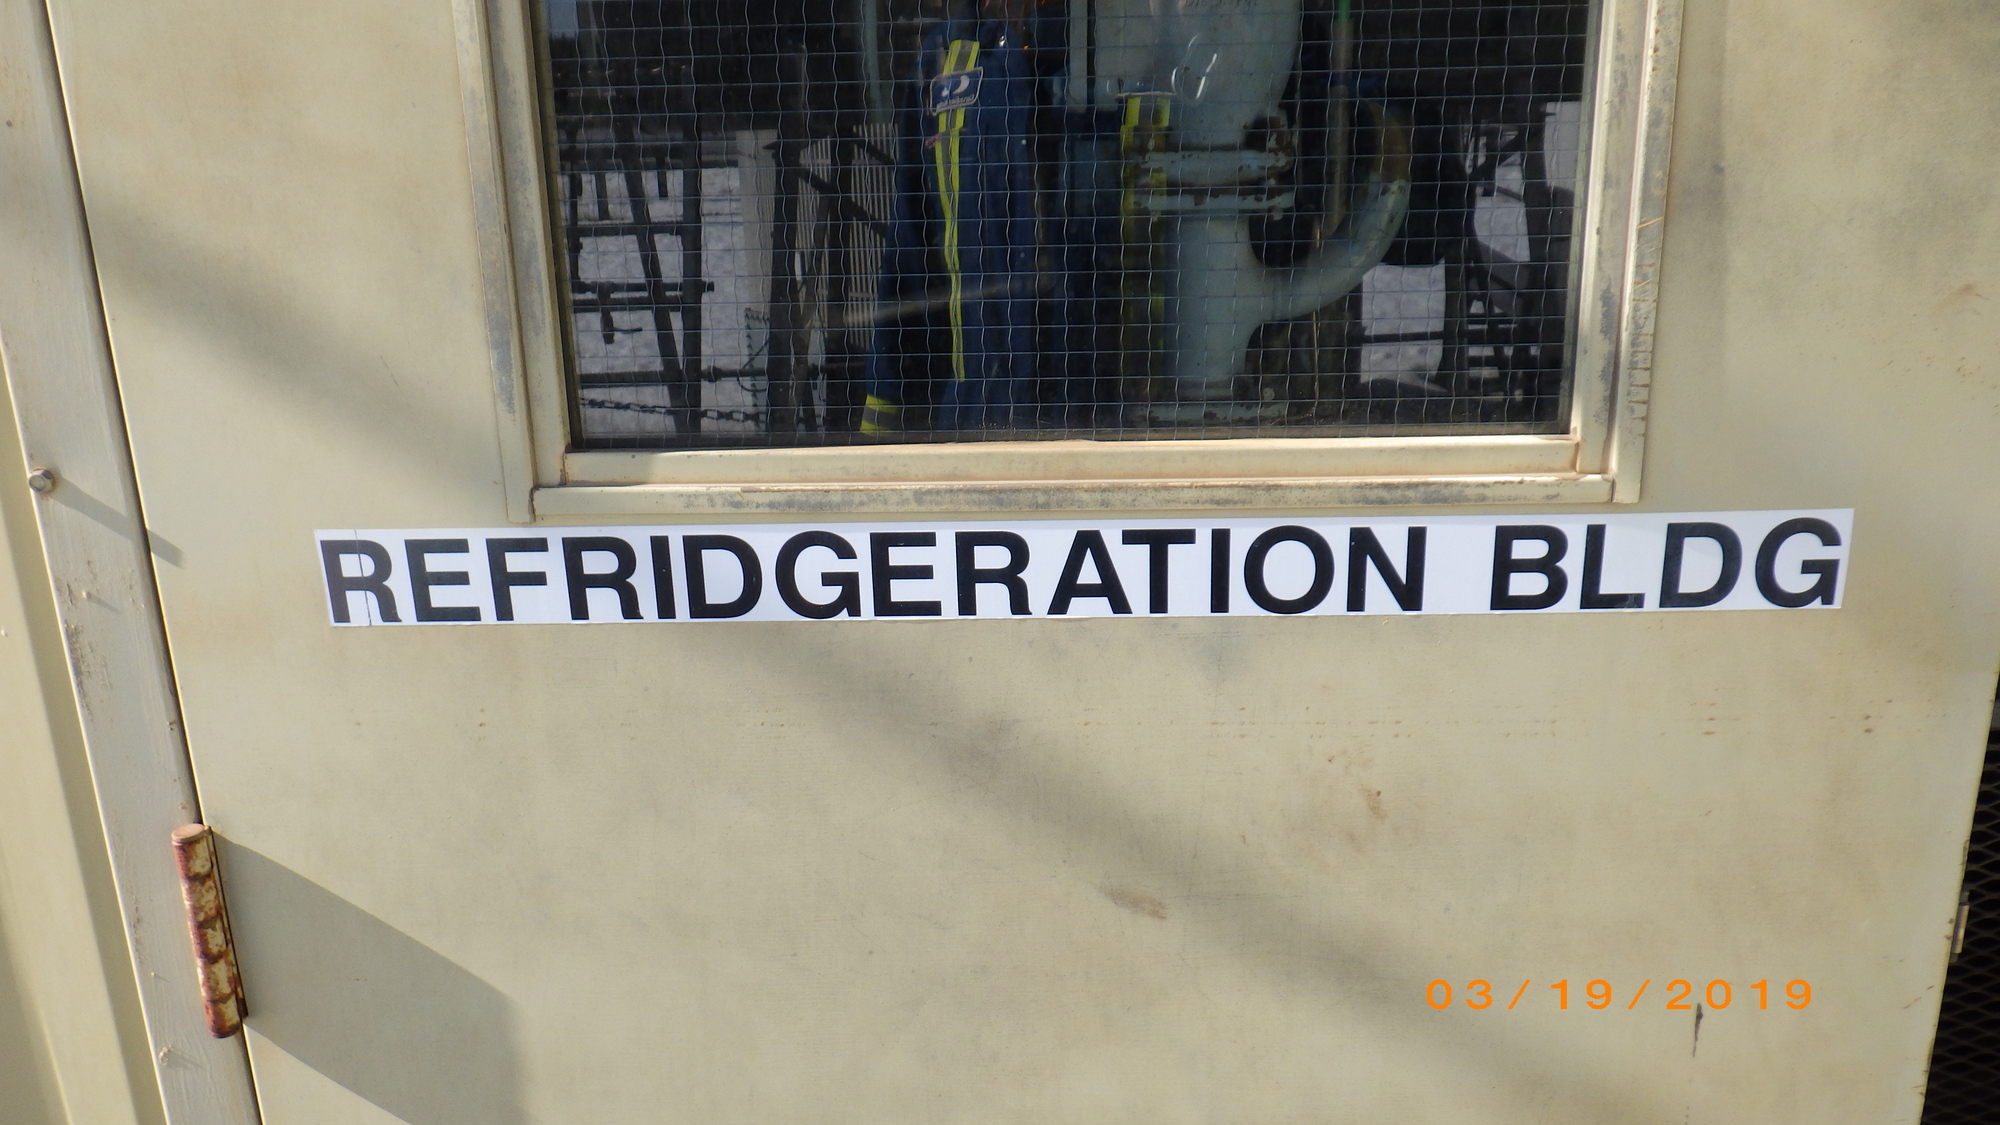 REFRIDGERATION BLDG
03/19/2019